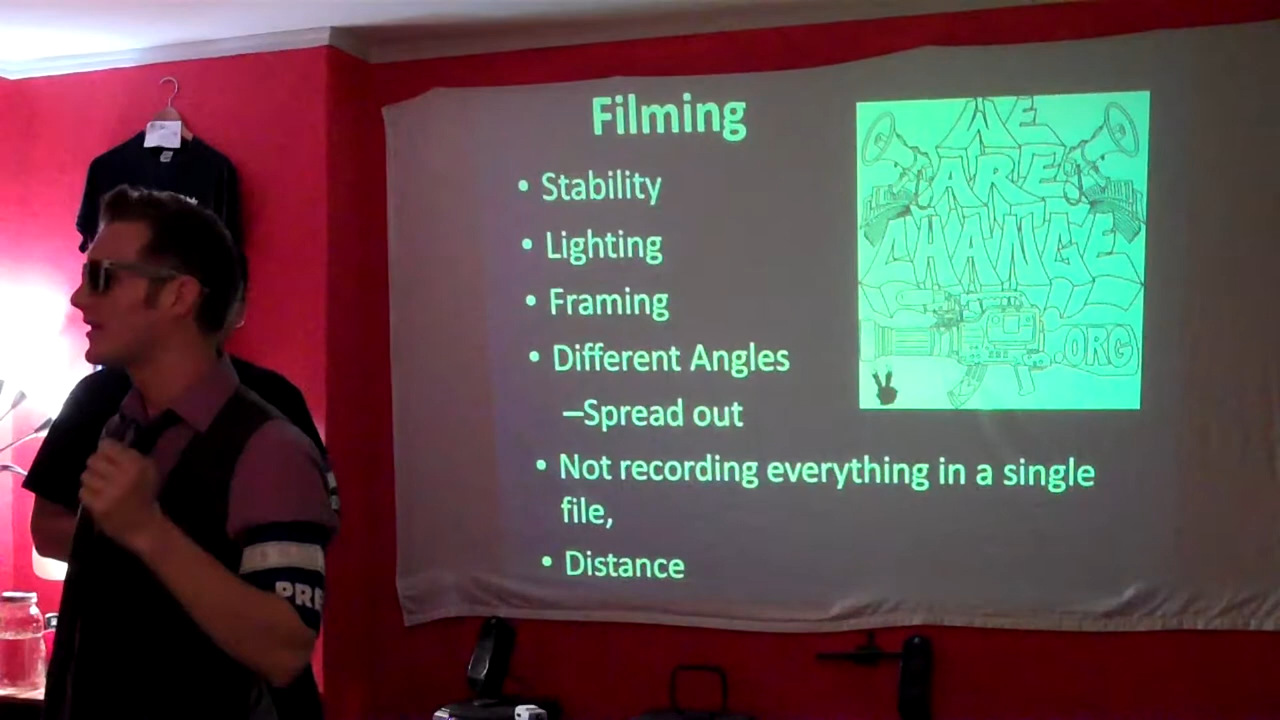 Filming
• Stability
• Lighting
• Framing
• Different Angles
–Spread out
• Not recording everything in a single
file,
• Distance
WE
ARE
CHANGE
.ORG
PRE